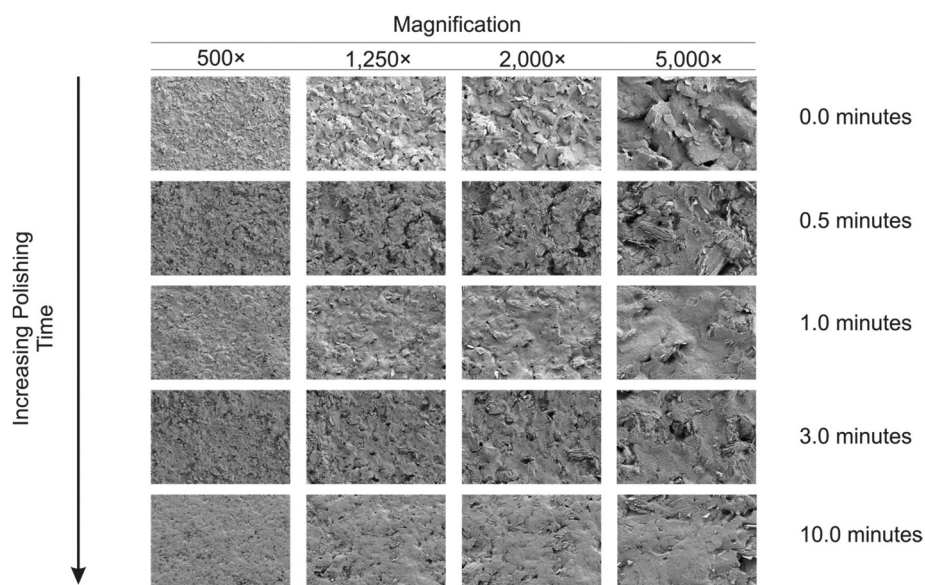 Magnification
500×
1,250×
2,000×
5,000×
Increasing Polishing
Time
0.0 minutes
0.5 minutes
1.0 minutes
3.0 minutes
10.0 minutes